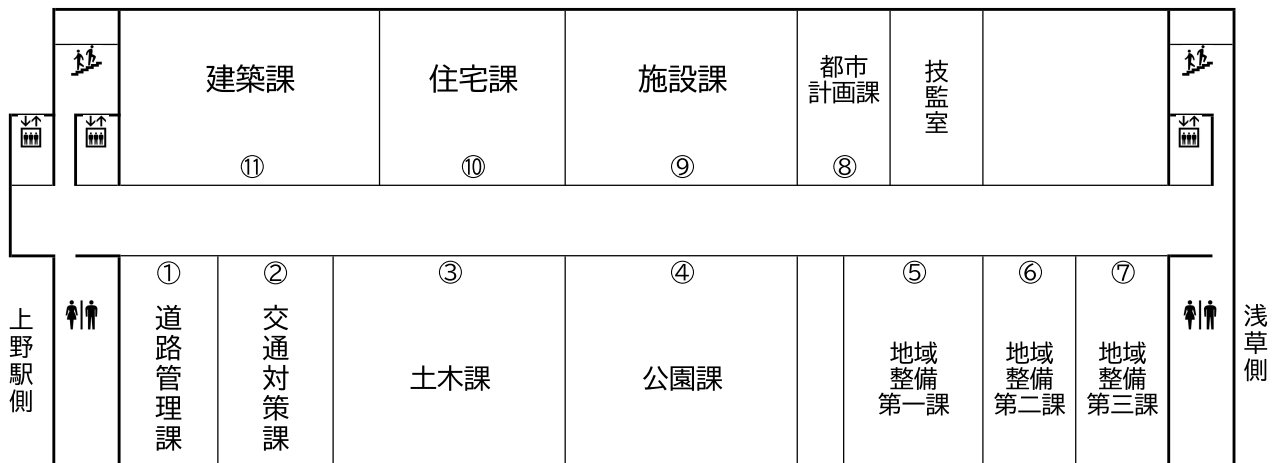 建築課
⑪
住宅課
⑩
施設課
⑨
都市
計画課
⑧
技監室
①
道路管理課
②
交通対策課
③
土木課
④
公園課
⑤
地域
整備
第一課
⑥
地域
整備
第二課
⑦
地域
整備
第三課
上野駅側
浅草側